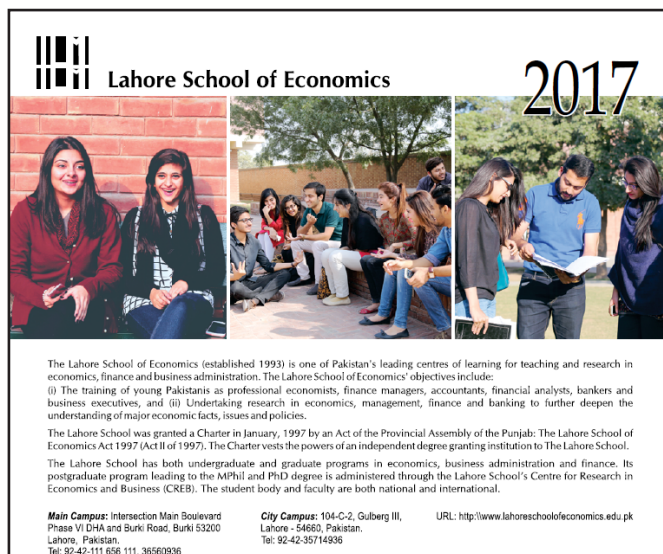 Lahore School of Economics
2017
The Lahore School of Economics (established 1993) is one of Pakistan's leading centres of learning for teaching and research in
economics, finance and business administration. The Lahore School of Economics' objectives include:
(i) The training of young Pakistanis as professional economists, finance managers, accountants, financial analysts, bankers and
business executives, and (ii) Undertaking research in economics, management, finance and banking to further deepen the
understanding of major economic facts, issues and policies.
The Lahore School was granted a Charter in January, 1997 by an Act of the Provincial Assembly of the Punjab: The Lahore School of
Economics Act 1997 (Act II of 1997). The Charter vests the powers of an independent degree granting institution to The Lahore School.
The Lahore School has both undergraduate and graduate programs in economics, business administration and finance. Its
postgraduate program leading to the MPhil and PhD degree is administered through the Lahore School's Centre for Research in
Economics and Business (CREB). The student body and faculty are both national and international.
Main Campus: Intersection Main Boulevard
Phase VI DHA and Burki Road, Burki 53200
Lahore, Pakistan.
Tel: 92-42-111 656 111, 36560936
City Campus: 104-C-2, Gulberg III,
Lahore - 54660, Pakistan.
Tel: 92-42-35714936
URL: http:\\www.lahoreschoolofeconomics.edu.pk